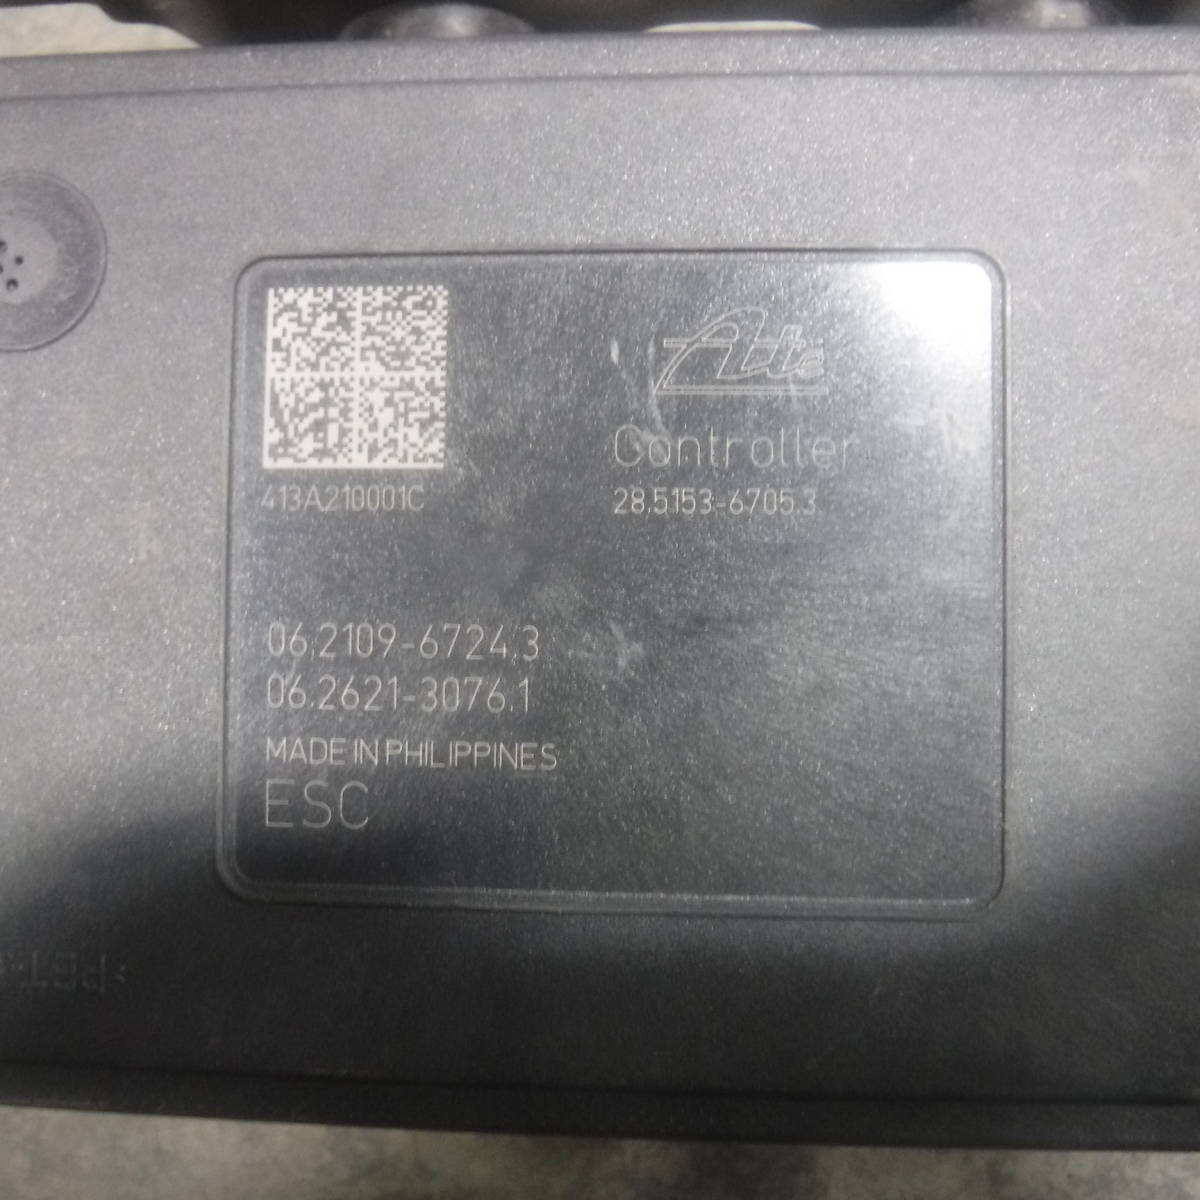 Ate
Controller
413A210001C
28.5153-6705.3
06.2109-6724.3
06.2621-3076.1
MADE IN PHILIPPINES
ESC